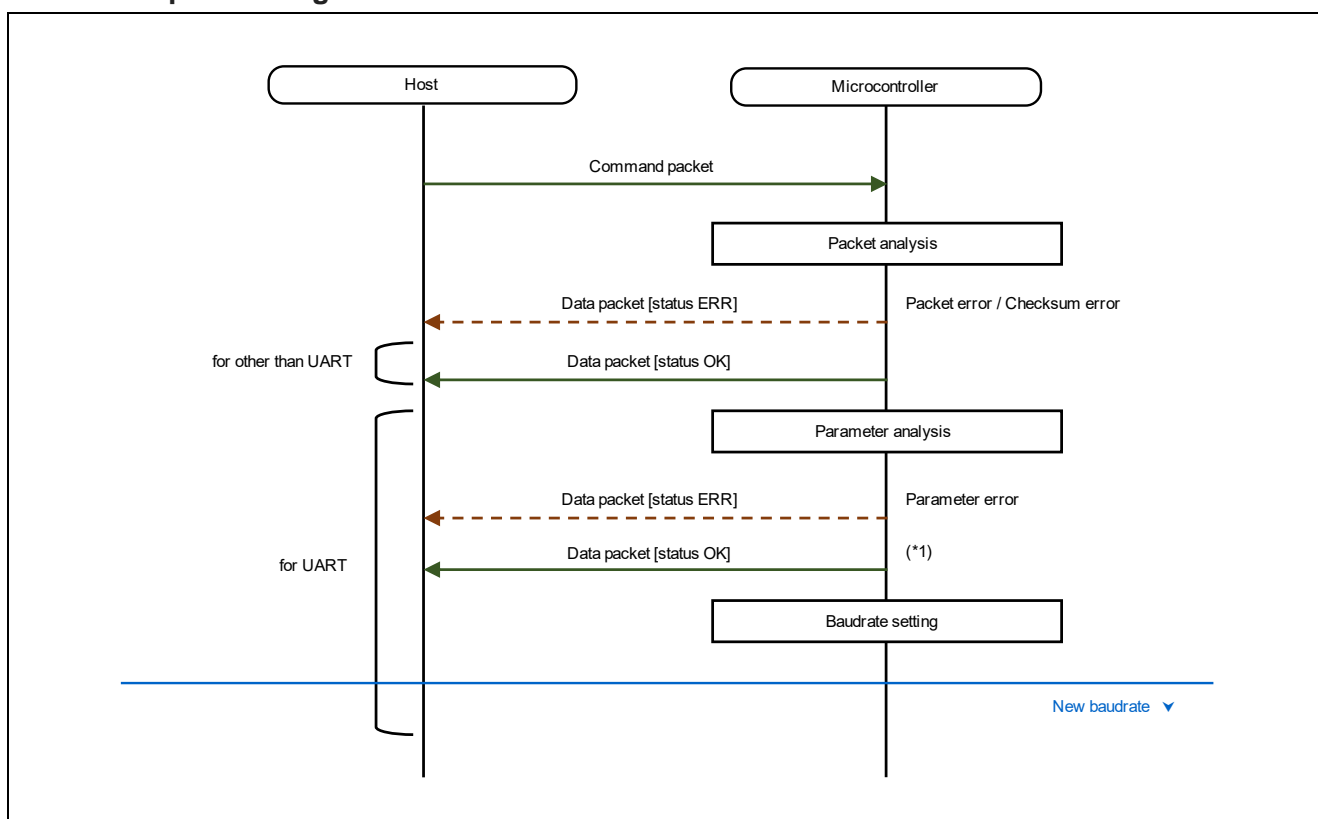 Host
Microcontroller
Command packet
Packet analysis
Data packet [status ERR]
Packet error / Checksum error
for other than UART
Data packet [status OK]
Parameter analysis
Data packet [status ERR]
Parameter error
for UART
Data packet [status OK]
(*1)
Baudrate setting
New baudrate